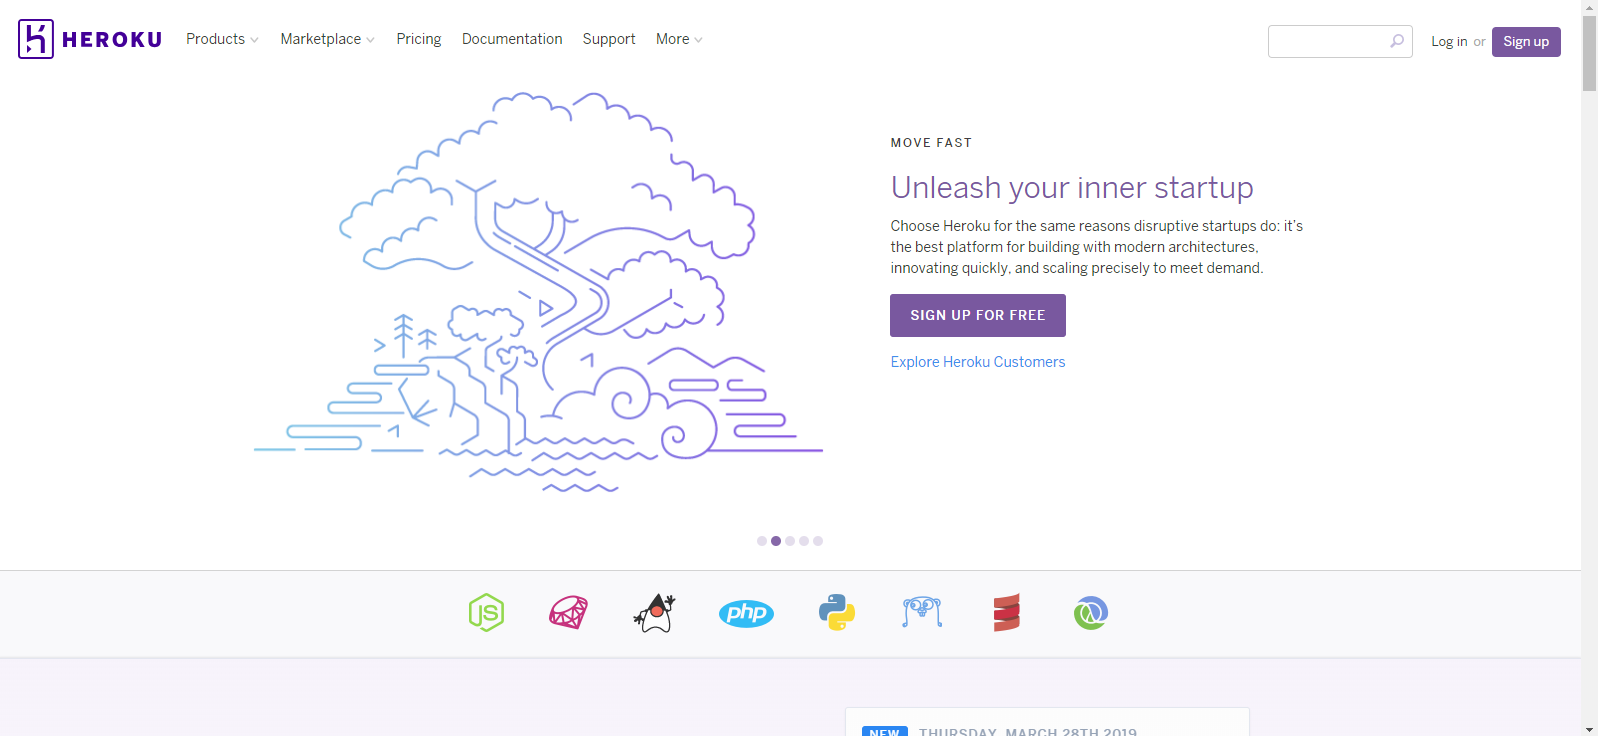 HEROKU Products Marketplace Pricing Documentation Support More Log in or Sign up
MOVE FAST
Unleash your inner startup
Choose Heroku for the same reasons disruptive startups do: it's
the best platform for building with modern architectures,
innovating quickly, and scaling precisely to meet demand.
SIGN UP FOR FREE
Explore Heroku Customers
JS php
NEW THURSDAY, MARCH 28TH 2019